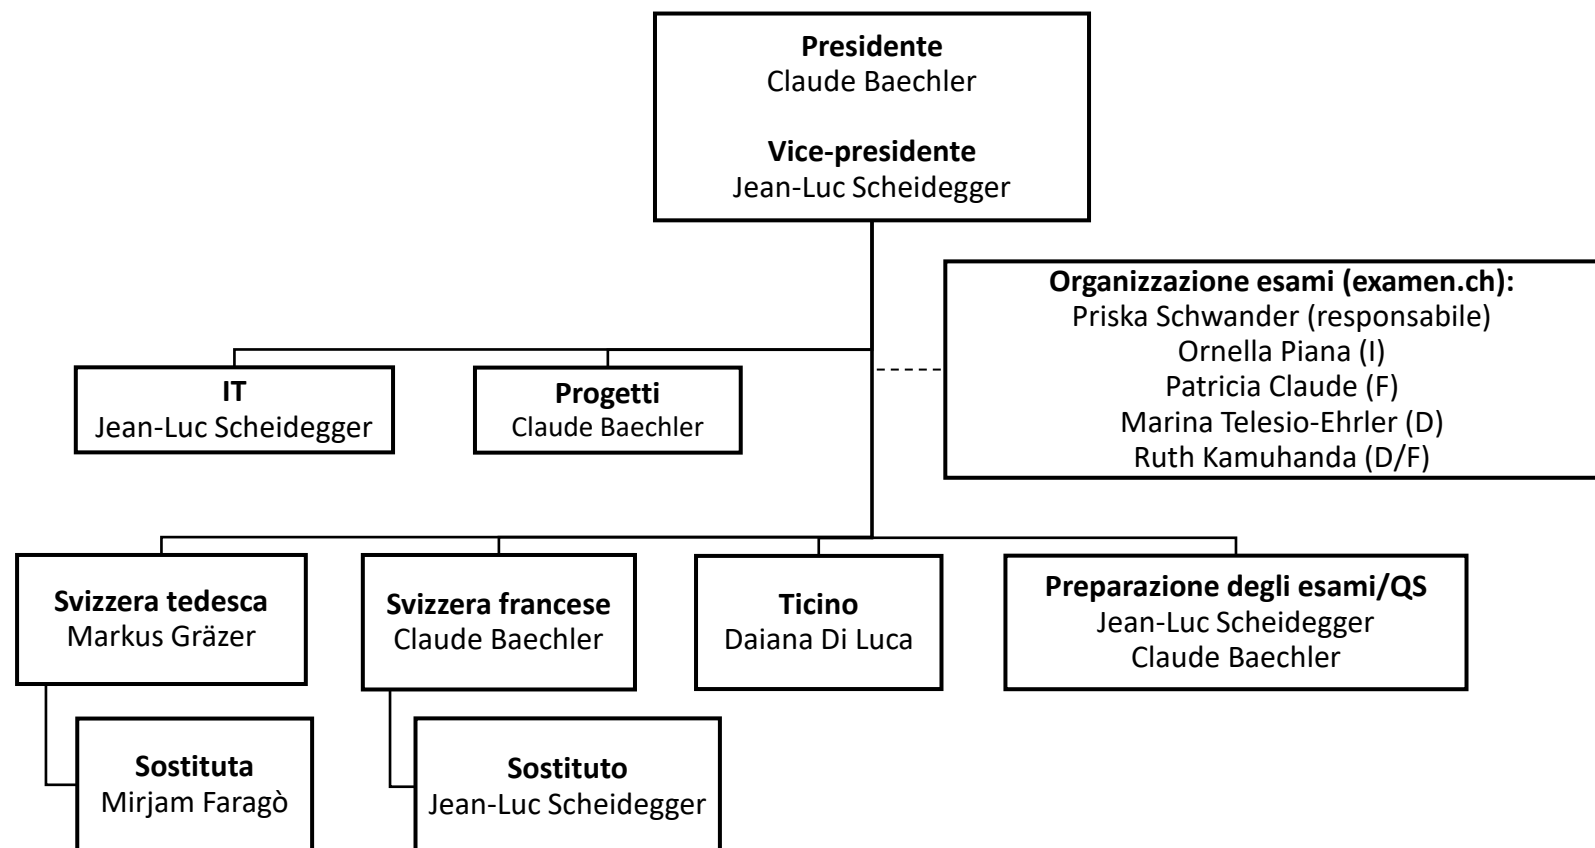 Presidente
Claude Baechler
Vice-presidente
Jean-Luc Scheidegger
Organizzazione esami (examen.ch):
Priska Schwander (responsabile)
Ornella Piana (I)
Patricia Claude (F)
Marina Telesio-Ehrler (D)
Ruth Kamuhanda (D/F)
IT
Jean-Luc Scheidegger
Progetti
Claude Baechler
Svizzera tedesca
Markus Gräzer
Svizzera francese
Claude Baechler
Ticino
Daiana Di Luca
Preparazione degli esami/QS
Jean-Luc Scheidegger
Claude Baechler
Sostituta
Mirjam Faragò
Sostituto
Jean-Luc Scheidegger